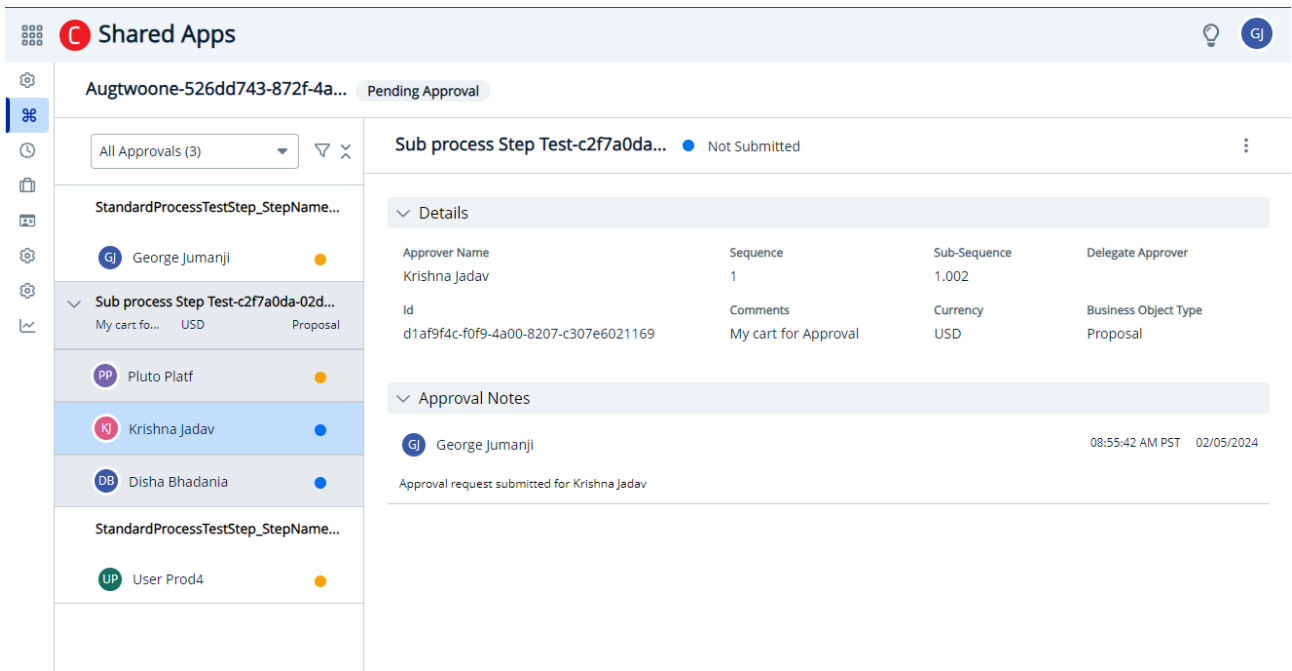 Shared Apps
GJ
Augtwoone-526dd743-872f-4a... Pending Approval
All Approvals (3)
StandardProcessTestStep_StepName...
GJ George Jumanji
Sub process Step Test-c2f7a0da-02d...
My cart fo... USD Proposal
PP Pluto Platf
KJ Krishna Jadav
DB Disha Bhadania
StandardProcessTestStep_StepName...
UP User Prod4
Sub process Step Test-c2f7a0da... Not Submitted
Details
Approver Name Sequence Sub-Sequence Delegate Approver
Krishna Jadav 1 1.002
Id Comments Currency Business Object Type
d1af9f4c-f0f9-4a00-8207-c307e6021169 My cart for Approval USD Proposal
Approval Notes
GJ George Jumanji 08:55:42 AM PST 02/05/2024
Approval request submitted for Krishna Jadav